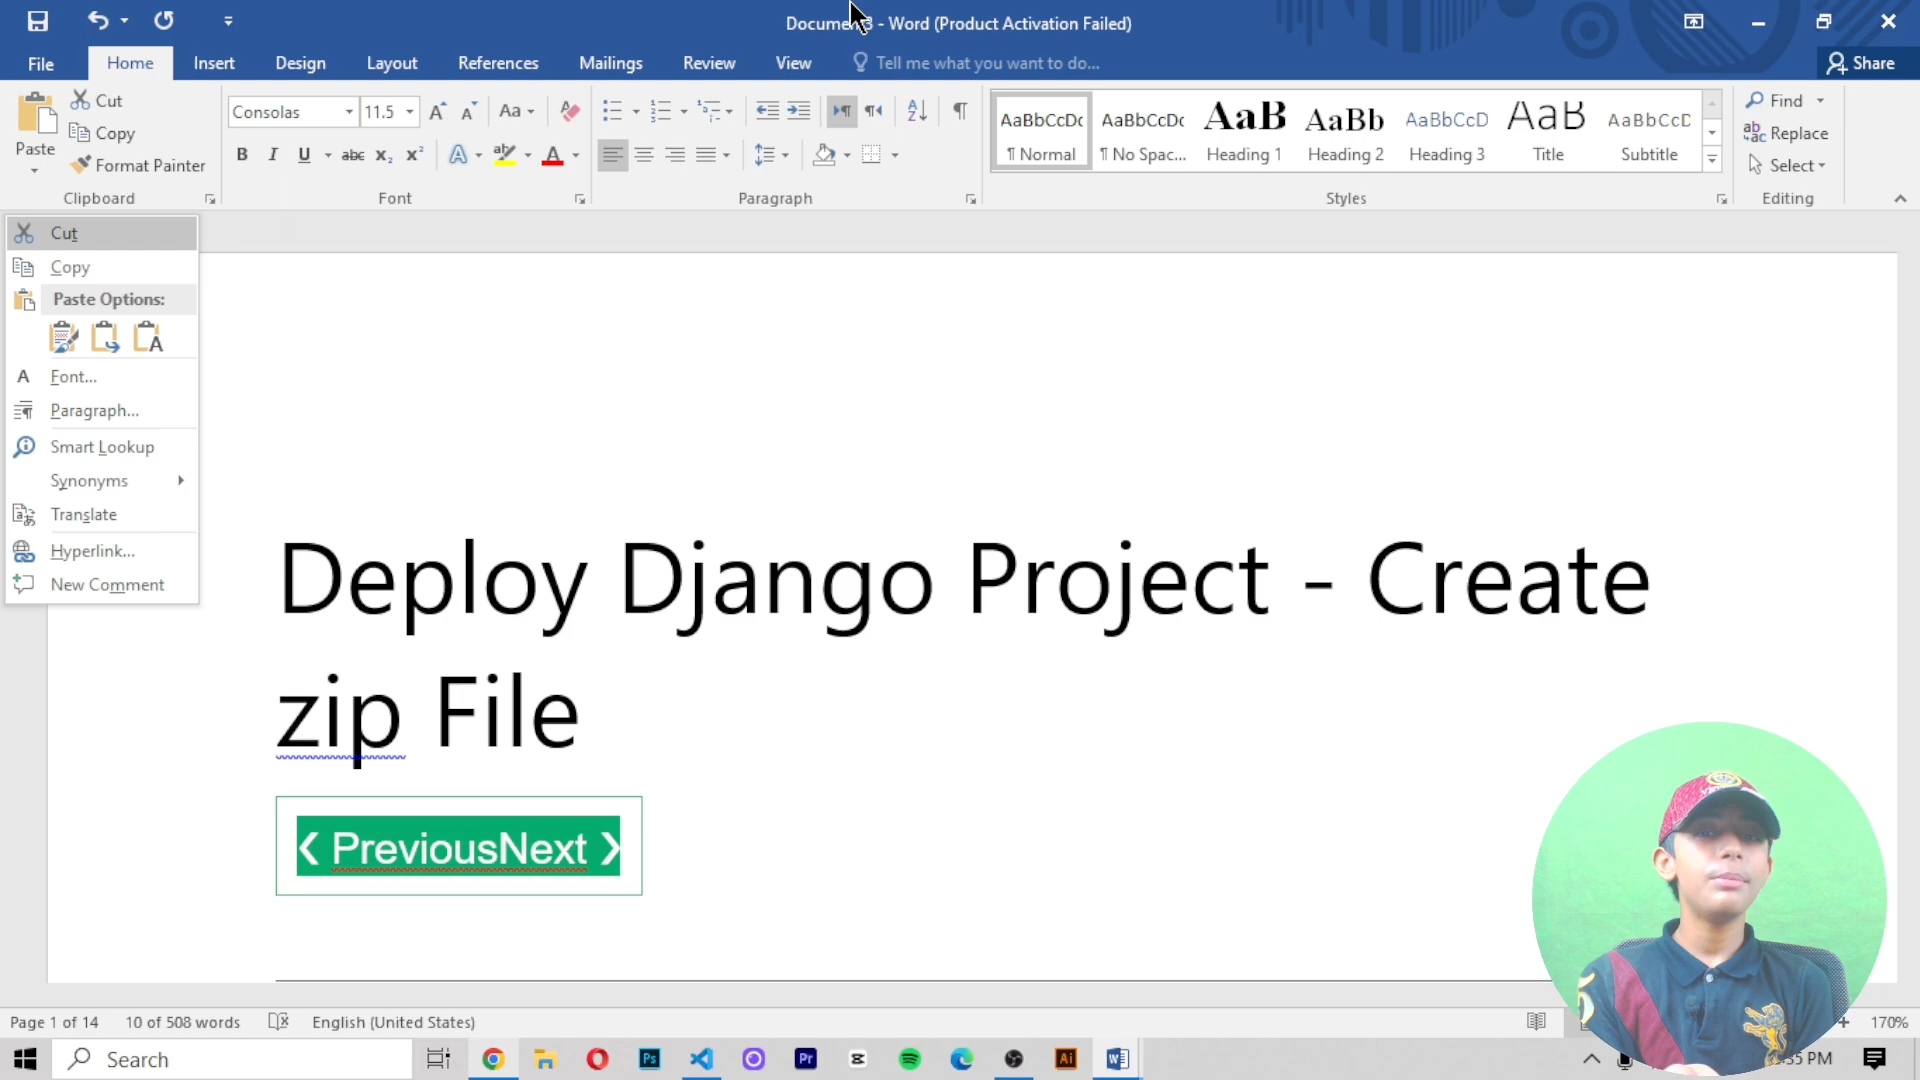 Document3 - Word (Product Activation Failed)
File Home Insert Design Layout References Mailings Review View Tell me what you want to do... Share
Paste
Cut
Copy
Format Painter
Clipboard
Consolas 11.5
Font
Paragraph
AaBbCcDc AaBbCcDc AaB AaBb AaBbCcD AaB AaBbCcD
¶ Normal ¶ No Spac... Heading 1 Heading 2 Heading 3 Title Subtitle
Styles
Find
Replace
Select
Editing
Cut
Copy
Paste Options:
Font...
Paragraph...
Smart Lookup
Synonyms
Translate
Hyperlink...
New Comment
Deploy Django Project - Create
zip File
❮ PreviousNext ❯
Page 1 of 14 10 of 508 words English (United States) 170%
Search
:35 PM